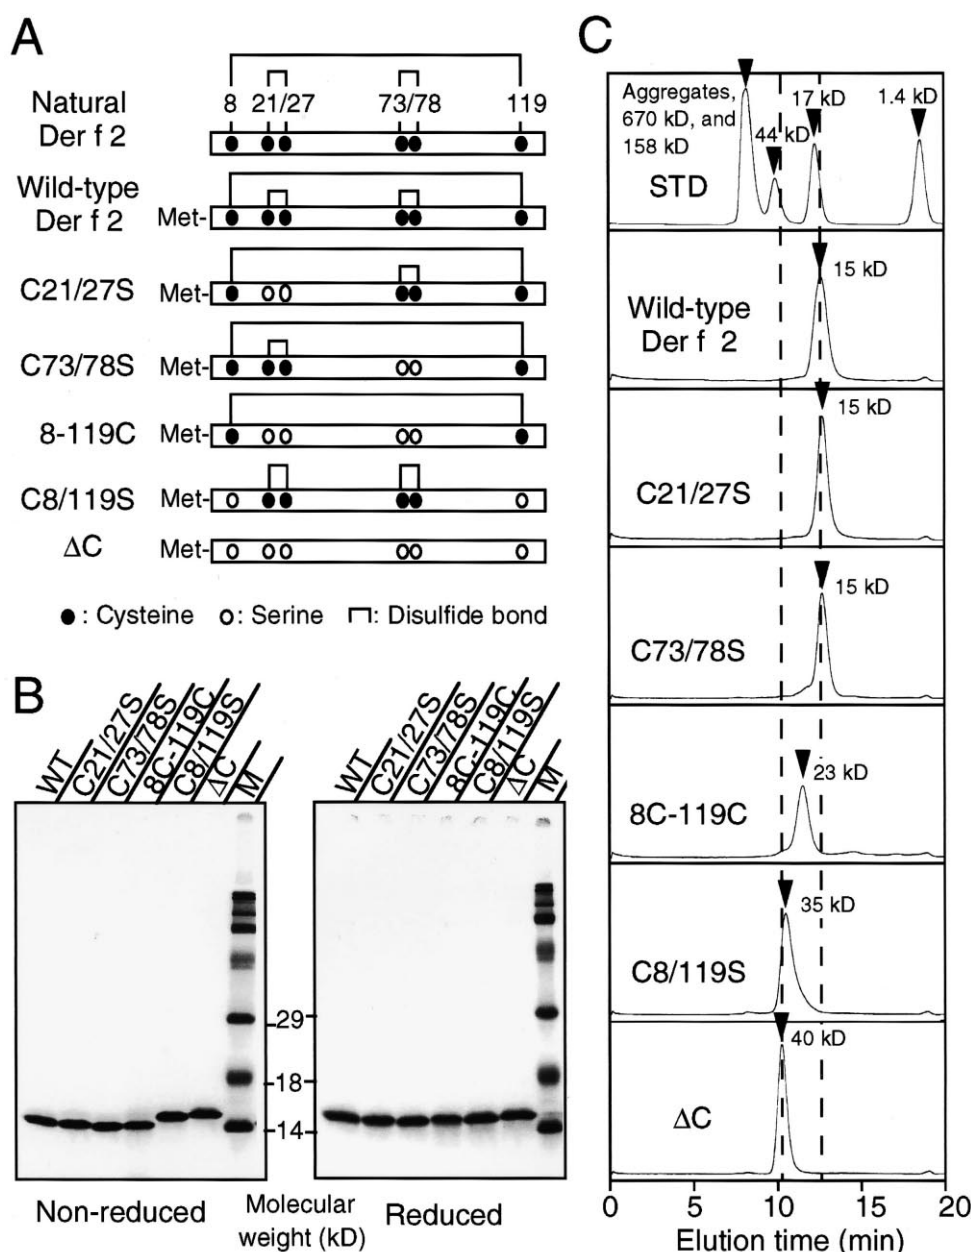 A
8 21/27 73/78 119
Natural
Der f 2
Wild-type
Der f 2
Met-
C21/27S
Met-
C73/78S
Met-
8-119C
Met-
C8/119S
Met-
ΔC
Met-
●: Cysteine ○: Serine : Disulfide bond
B
WT C21/27S C73/78S 8C-119C C8/119S ΔC M
WT C21/27S C73/78S 8C-119C C8/119S ΔC M
-29-
-18-
-14-
Non-reduced
Molecular
weight (kD)
Reduced
C
Aggregates,
670 kD, and
158 kD
44 kD
17 kD
1.4 kD
STD
15 kD
Wild-type
Der f 2
15 kD
C21/27S
15 kD
C73/78S
23 kD
8C-119C
35 kD
C8/119S
40 kD
ΔC
0 5 10 15 20
Elution time (min)